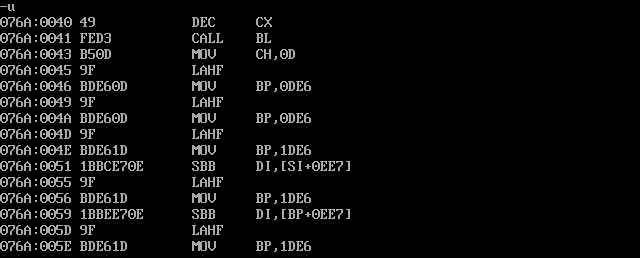 -u
076A:0040 49 DEC CX
076A:0041 FED3 CALL BL
076A:0043 B50D MOV CH,0D
076A:0045 9F LAHF
076A:0046 BDE60D MOV BP,0DE6
076A:0049 9F LAHF
076A:004A BDE60D MOV BP,0DE6
076A:004D 9F LAHF
076A:004E BDE61D MOV BP,1DE6
076A:0051 1BBCE70E SBB DI,[SI+0EE7]
076A:0055 9F LAHF
076A:0056 BDE61D MOV BP,1DE6
076A:0059 1BBEE70E SBB DI,[BP+0EE7]
076A:005D 9F LAHF
076A:005E BDE61D MOV BP,1DE6